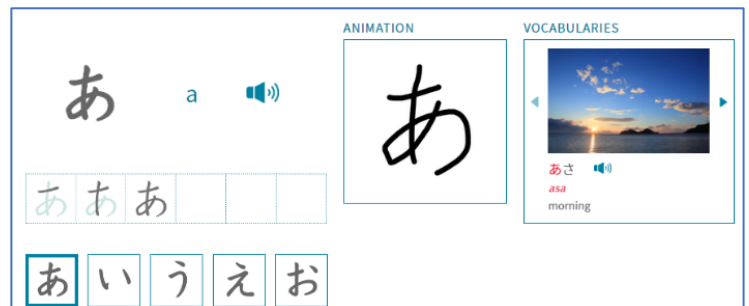 ANIMATION
VOCABULARIES
あ a
あ
あさ
asa
morning
あ あ あ
あ い う え お